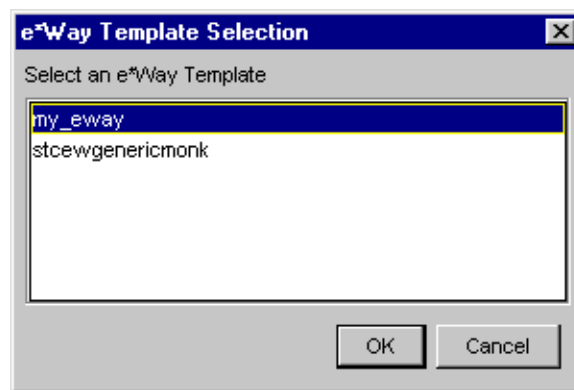 e*Way Template Selection
Select an e*Way Template
my_eway
stcewgenericmonk
OK Cancel